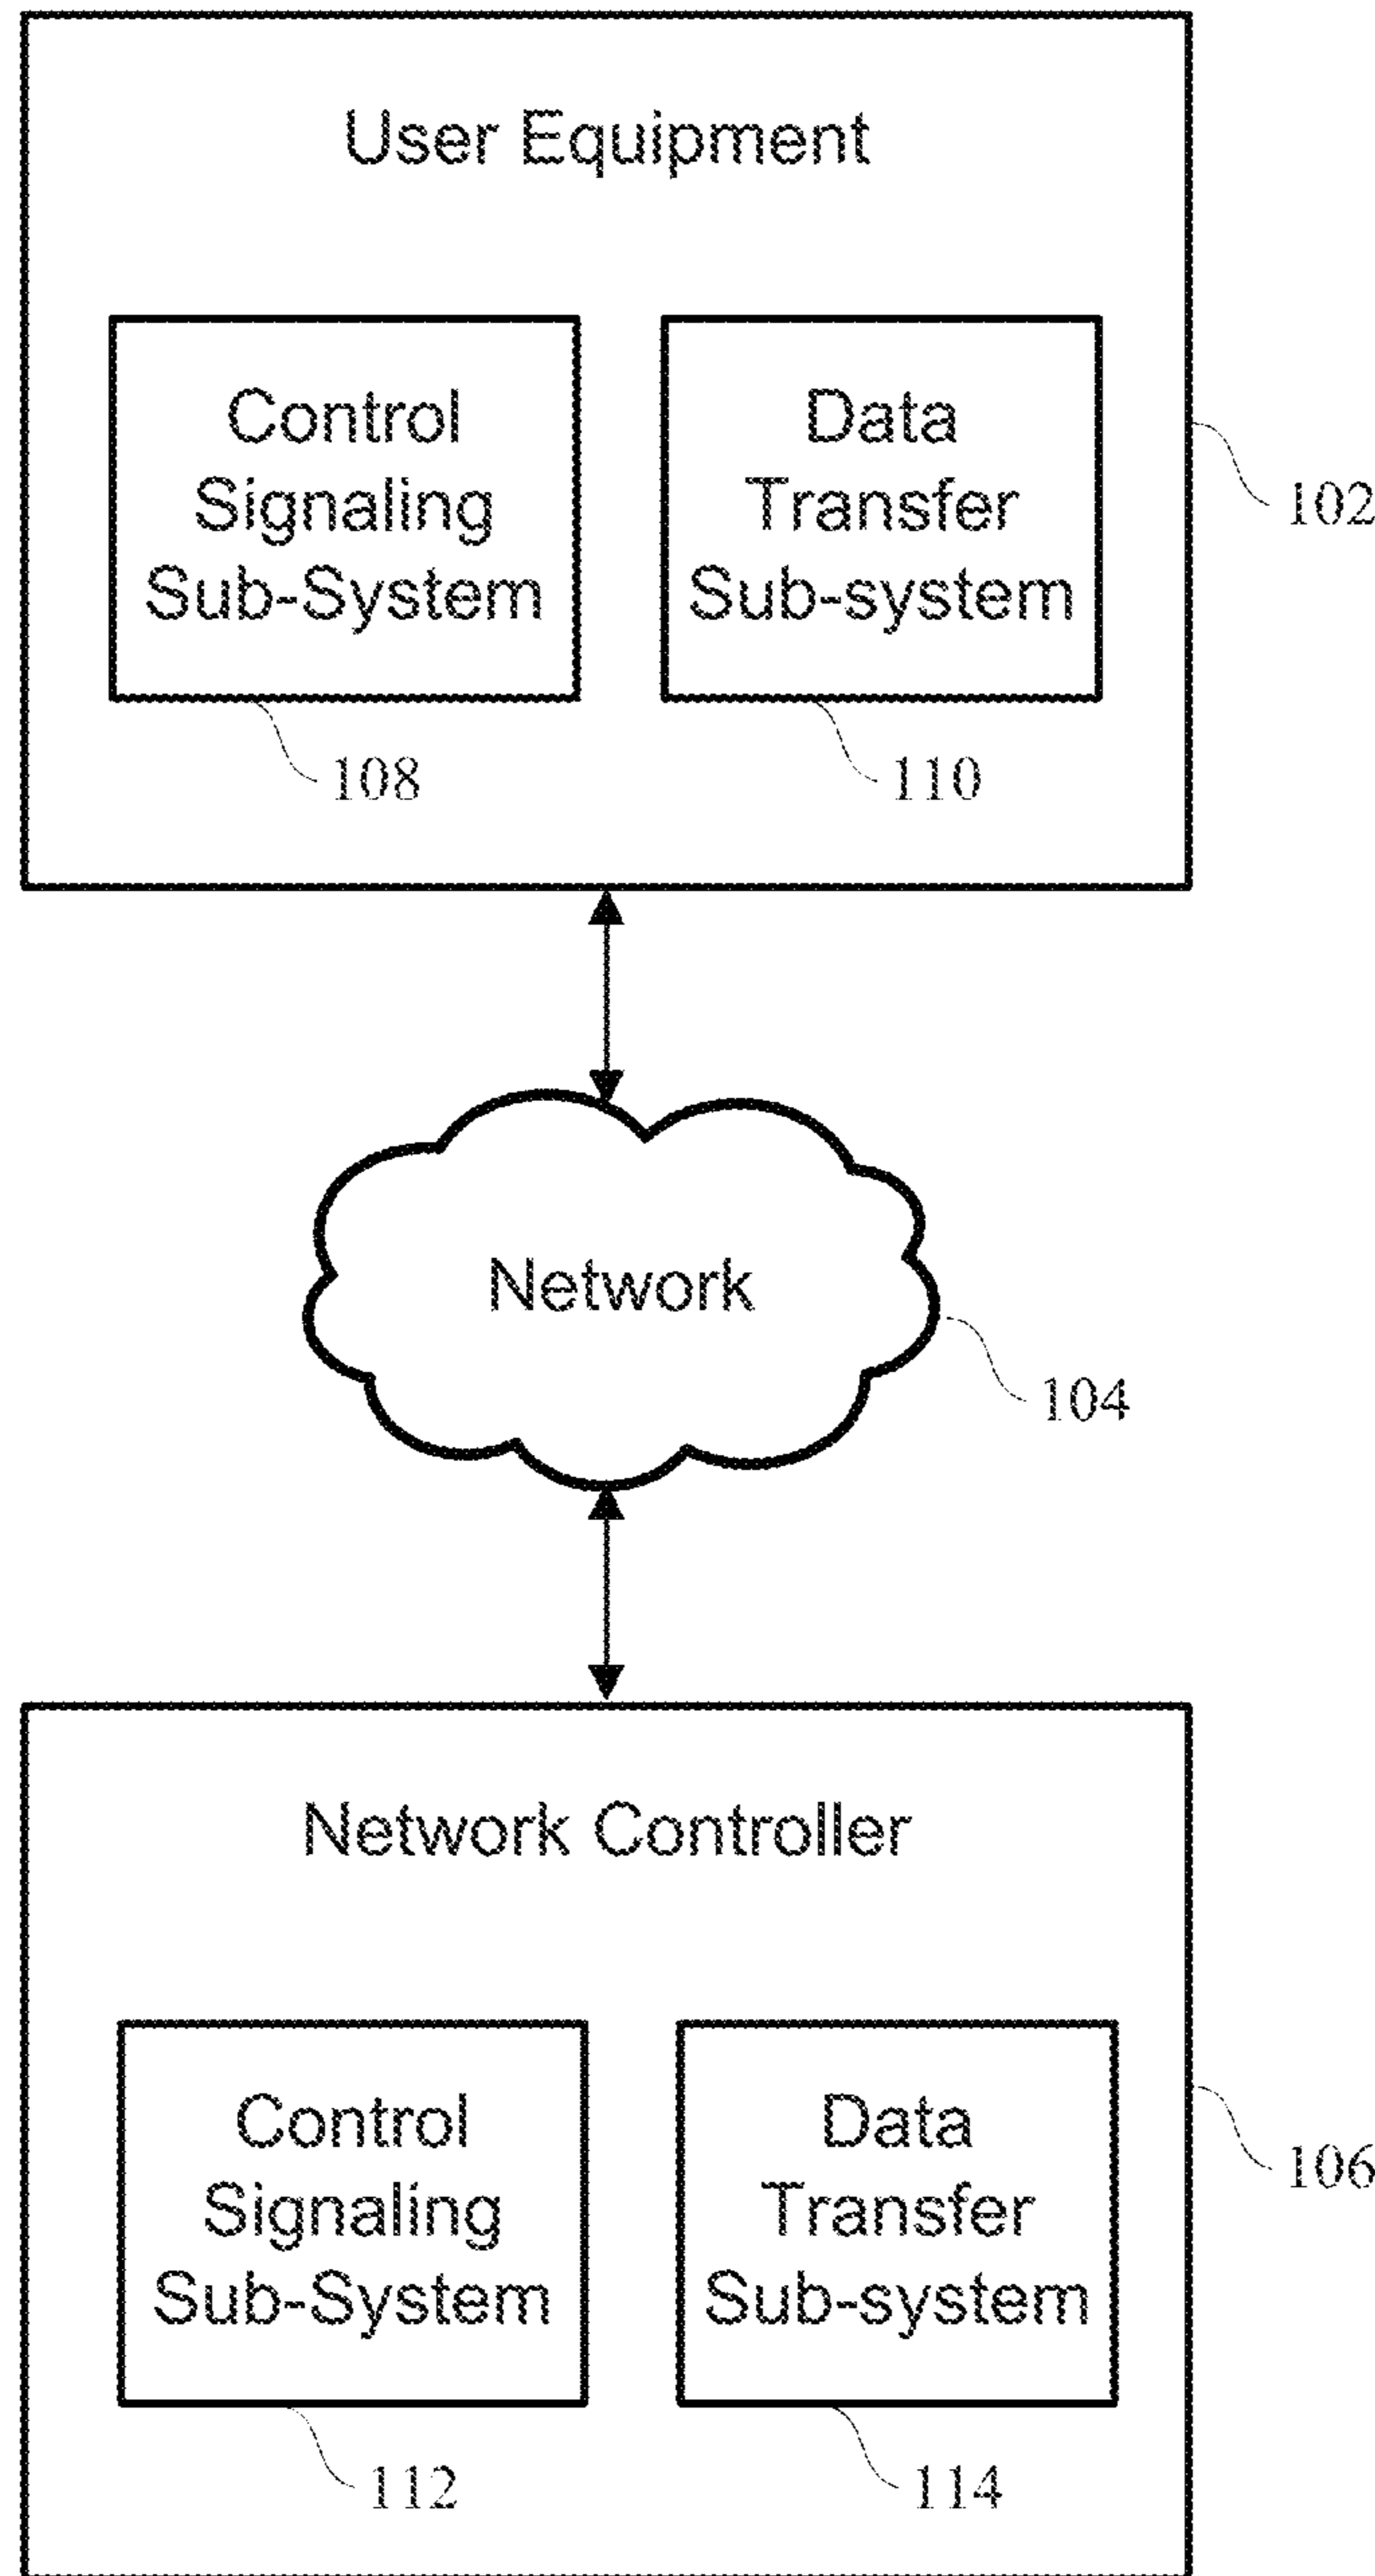 User Equipment
Control
Signaling
Sub-System
Data
Transfer
Sub-system
102
108
110
Network
104
Network Controller
Control
Signaling
Sub-System
Data
Transfer
Sub-system
106
112
114